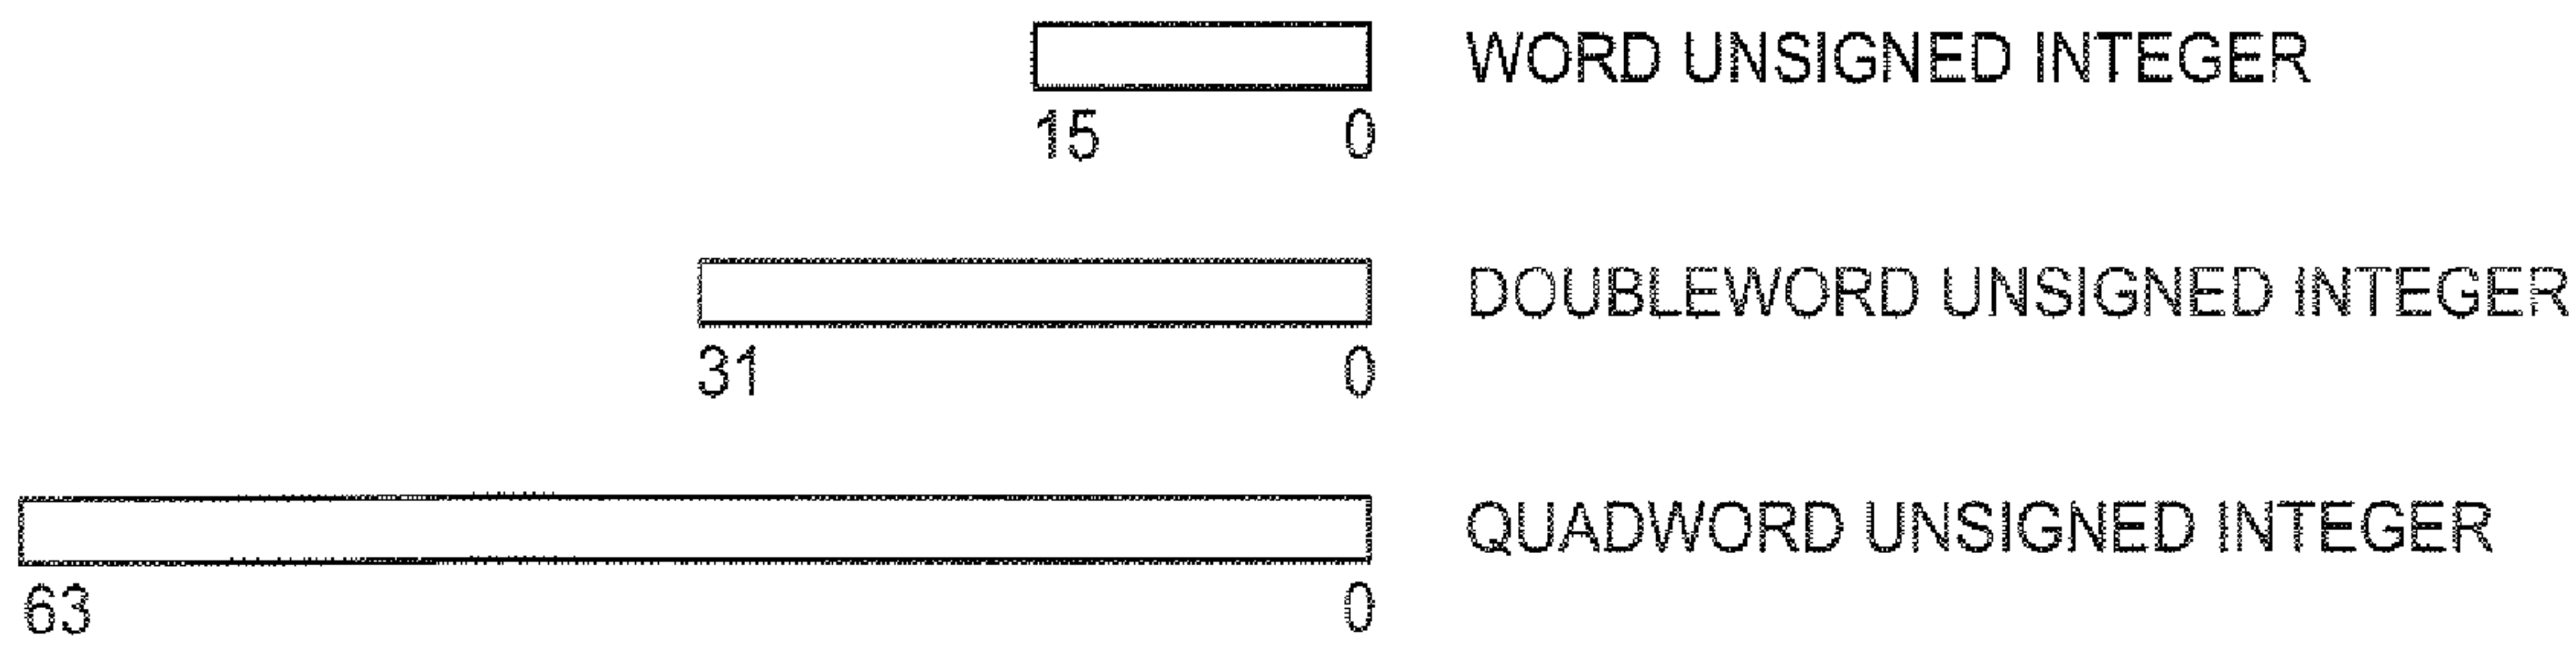 WORD UNSIGNED INTEGER
15 0
DOUBLEWORD UNSIGNED INTEGER
31 0
QUADWORD UNSIGNED INTEGER
63 0